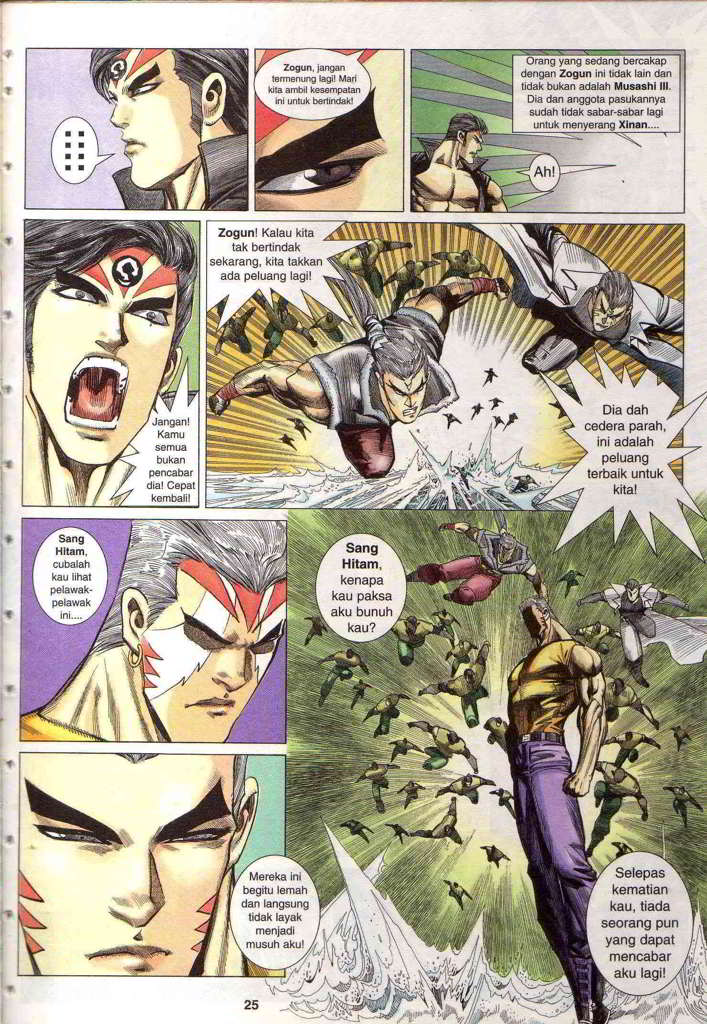 Zogun, jangan
termenung lagi! Mari
kita ambil kesempatan
ini untuk bertindak!
Orang yang sedang bercakap
dengan Zogun ini tidak lain dan
tidak bukan adalah Musashi III.
Dia dan anggota pasukannya
sudah tidak sabar-sabar lagi
untuk menyerang Xinan....
Ah!
Jangan!
Kamu
semua
bukan
pencabar
dia! Cepat
kembali!
Zogun! Kalau kita
tak bertindak
sekarang, kita takkan
ada peluang lagi!
Dia dah
cedera parah,
ini adalah
peluang
terbaik untuk
kita!
Sang
Hitam,
cubalah
kau lihat
pelawak-
pelawak
ini....
Sang
Hitam,
kenapa
kau paksa
aku bunuh
kau?
Mereka ini
begitu lemah
dan langsung
tidak layak
menjadi
musuh aku!
Selepas
kematian
kau, tiada
seorang pun
yang dapat
mencabar
aku lagi!
25